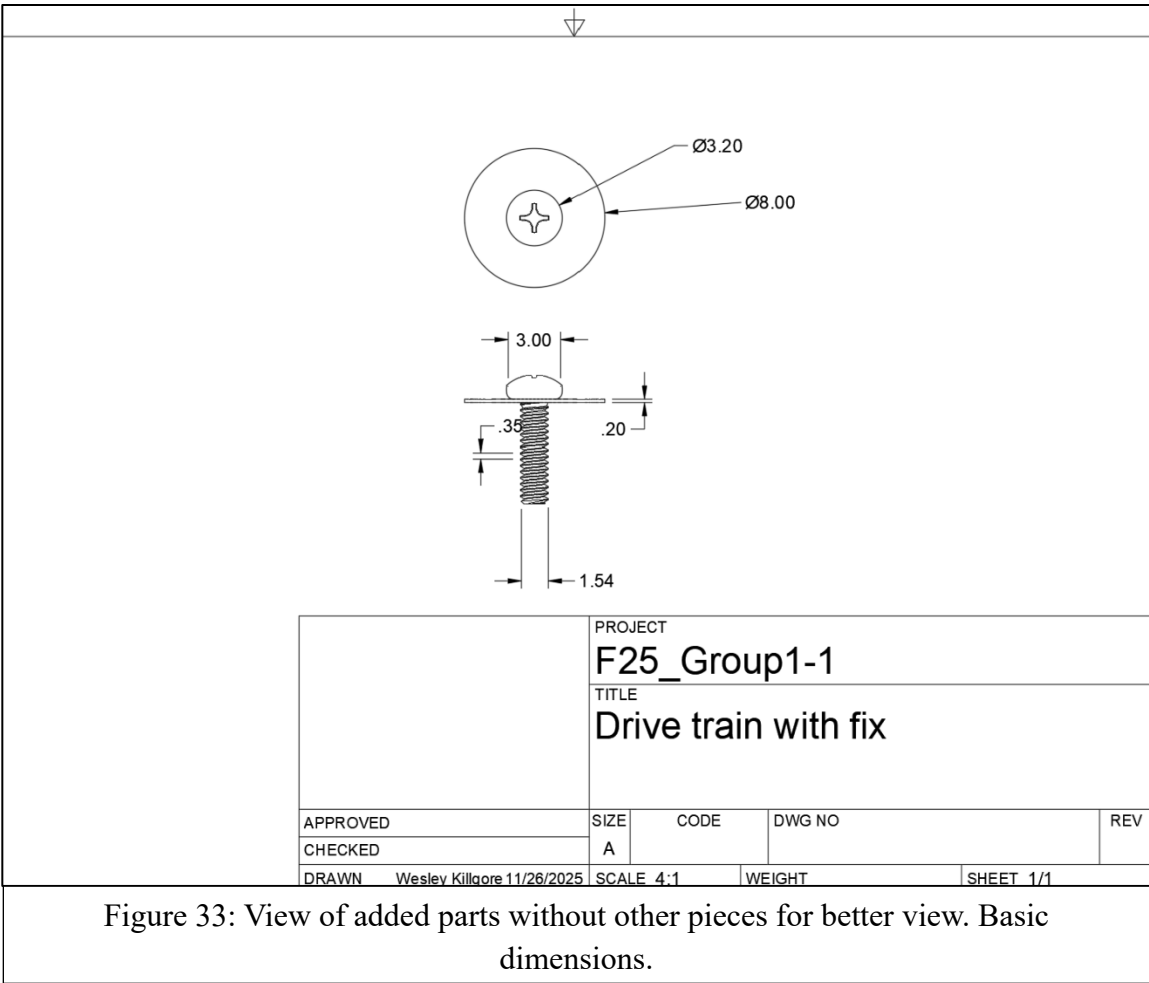 Ø3.20
Ø8.00
3.00
.35
.20
1.54
PROJECT
F25_Group1-1
TITLE
Drive train with fix
APPROVED
SIZE CODE DWG NO REV
CHECKED
A
DRAWN Wesley Killgore 11/26/2025 SCALE 4:1 WEIGHT SHEET 1/1
Figure 33: View of added parts without other pieces for better view. Basic
dimensions.